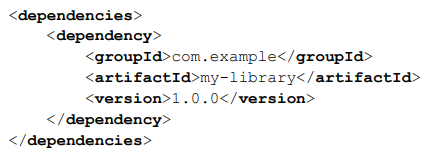 <dependencies>
    <dependency>
        <groupId>com.example</groupId>
        <artifactId>my-library</artifactId>
        <version>1.0.0</version>
    </dependency>
</dependencies>